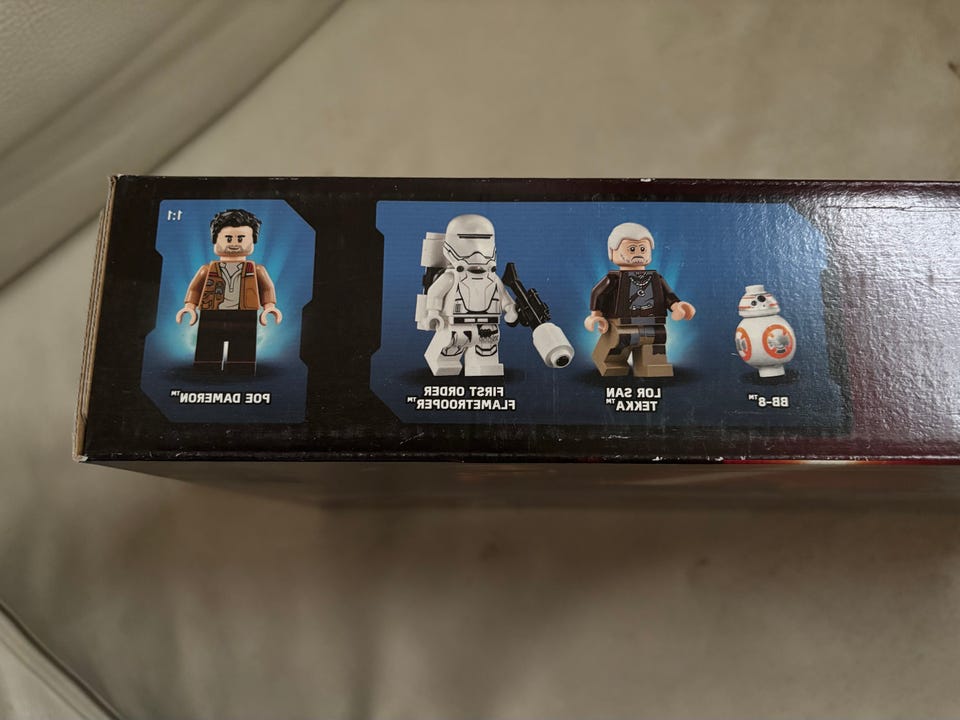 1:1
POE DAMERON™
FIRST ORDER
FLAMETROOPER™
LOR SAN
TEKKA™
BB-8™